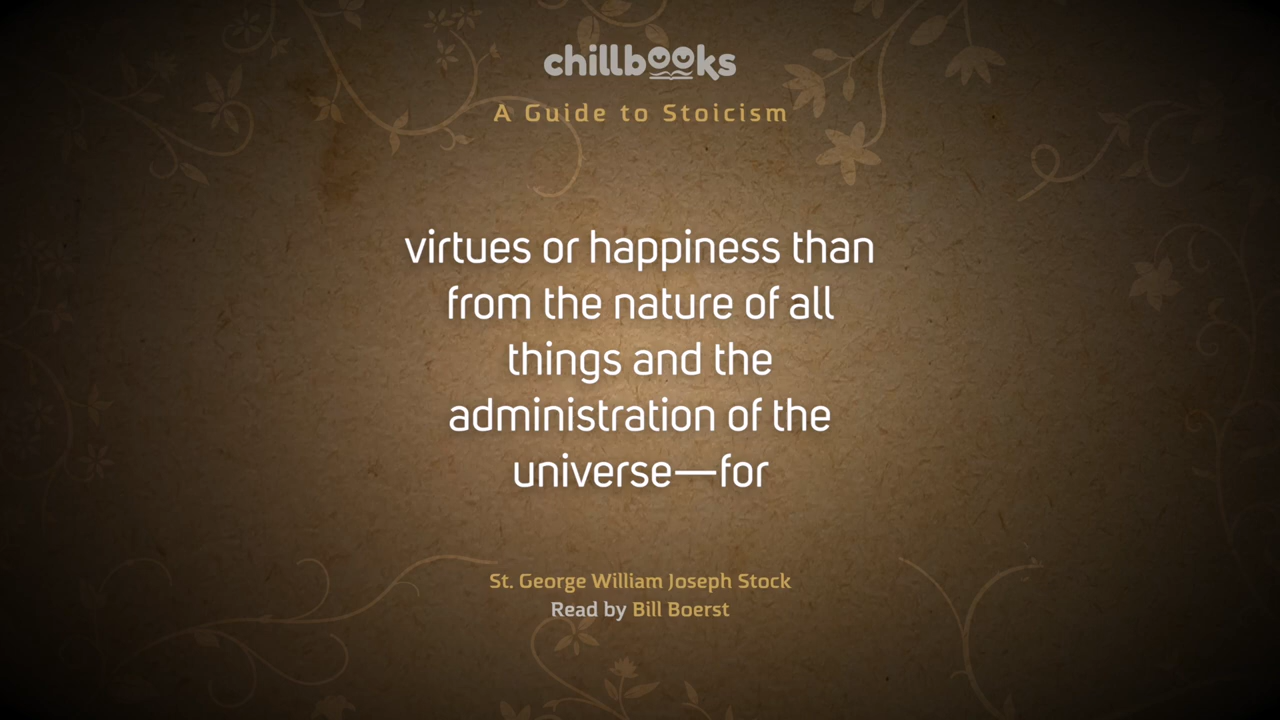 chillbooks
A Guide to Stoicism
virtues or happiness than
from the nature of all
things and the
administration of the
universe—for
St. George William Joseph Stock
Read by Bill Boerst